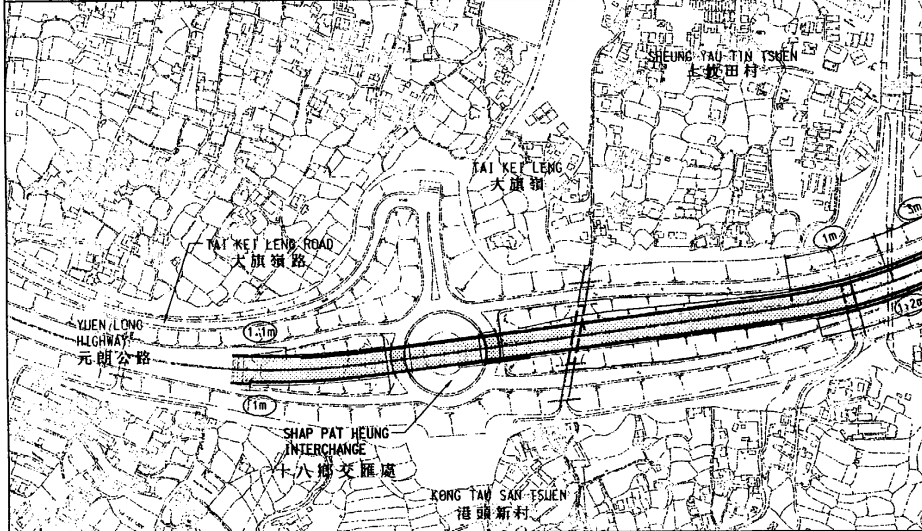 SHEUNG YAU TIN TSUEN
上攸田村
TAI KEI LENG
大旗嶺
3m
1m
TAI KEI LENG ROAD
大旗嶺路
YUEN LONG
HIGHWAY
元朗公路
1.1m
1m
SHAP PAT HEUNG
INTERCHANGE
十八鄉交匯處
KONG TAU SAN TSUEN
港頭新村